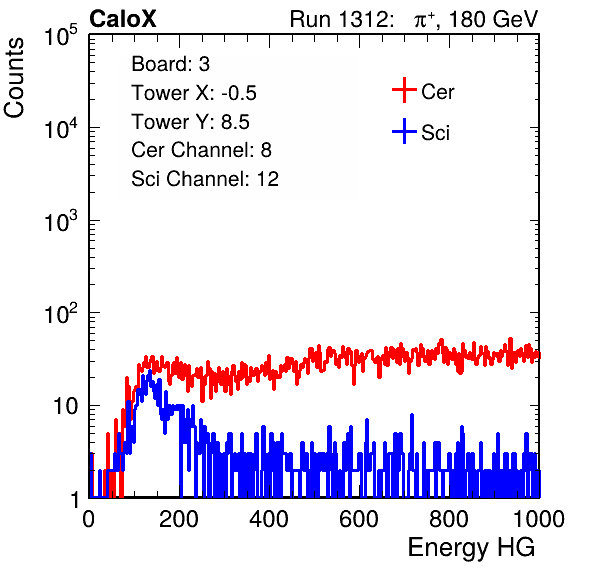 CaloX Run 1312: π⁺, 180 GeV
Counts
Board: 3
Tower X: -0.5
Tower Y: 8.5
Cer Channel: 8
Sci Channel: 12
Cer
Sci
10⁵
10⁴
10³
10²
10
1
0 200 400 600 800 1000
Energy HG